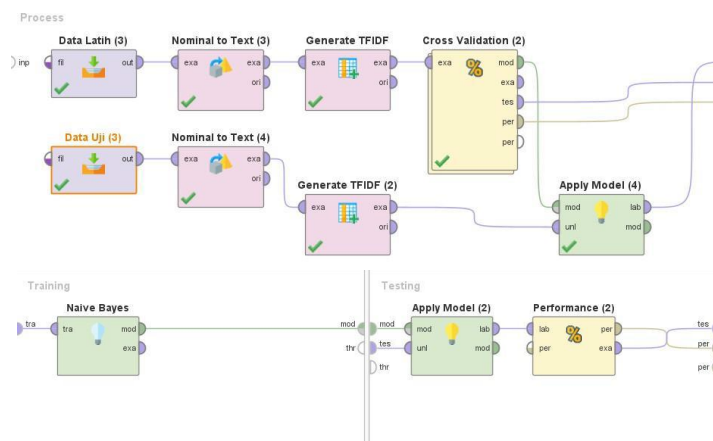 Process
Data Latih (3)
Nominal to Text (3)
Generate TFIDF
Cross Validation (2)
inp
fil
out
exa
exa
ori
exa
exa
ori
exa
mod
exa
tes
per
per
Data Uji (3)
Nominal to Text (4)
fil
out
exa
exa
ori
Generate TFIDF (2)
exa
exa
ori
Apply Model (4)
mod
lab
unl
mod
Training
Naive Bayes
tra
tra
mod
exa
mod
thr
Testing
Apply Model (2)
Performance (2)
mod
mod
lab
tes
unl
mod
thr
lab
per
per
exa
tes
per
per